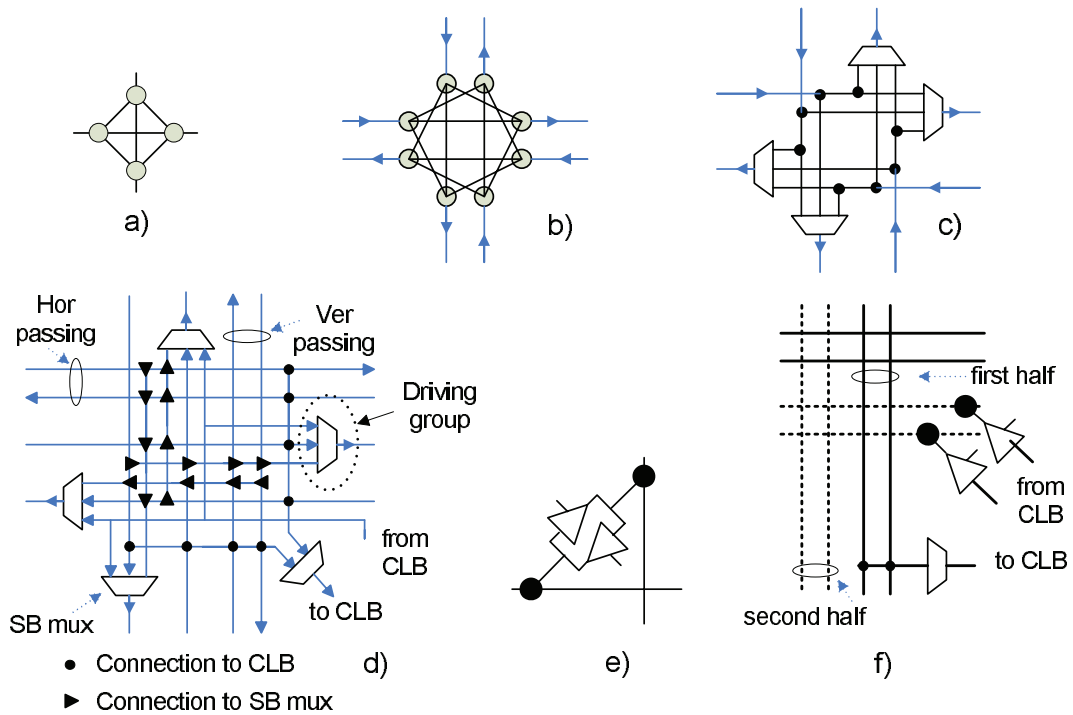 a)
b)
c)
Hor
passing
Ver
passing
Driving
group
from
CLB
to CLB
SB mux
d)
● Connection to CLB
▶ Connection to SB mux
e)
first half
from
CLB
to CLB
second half
f)